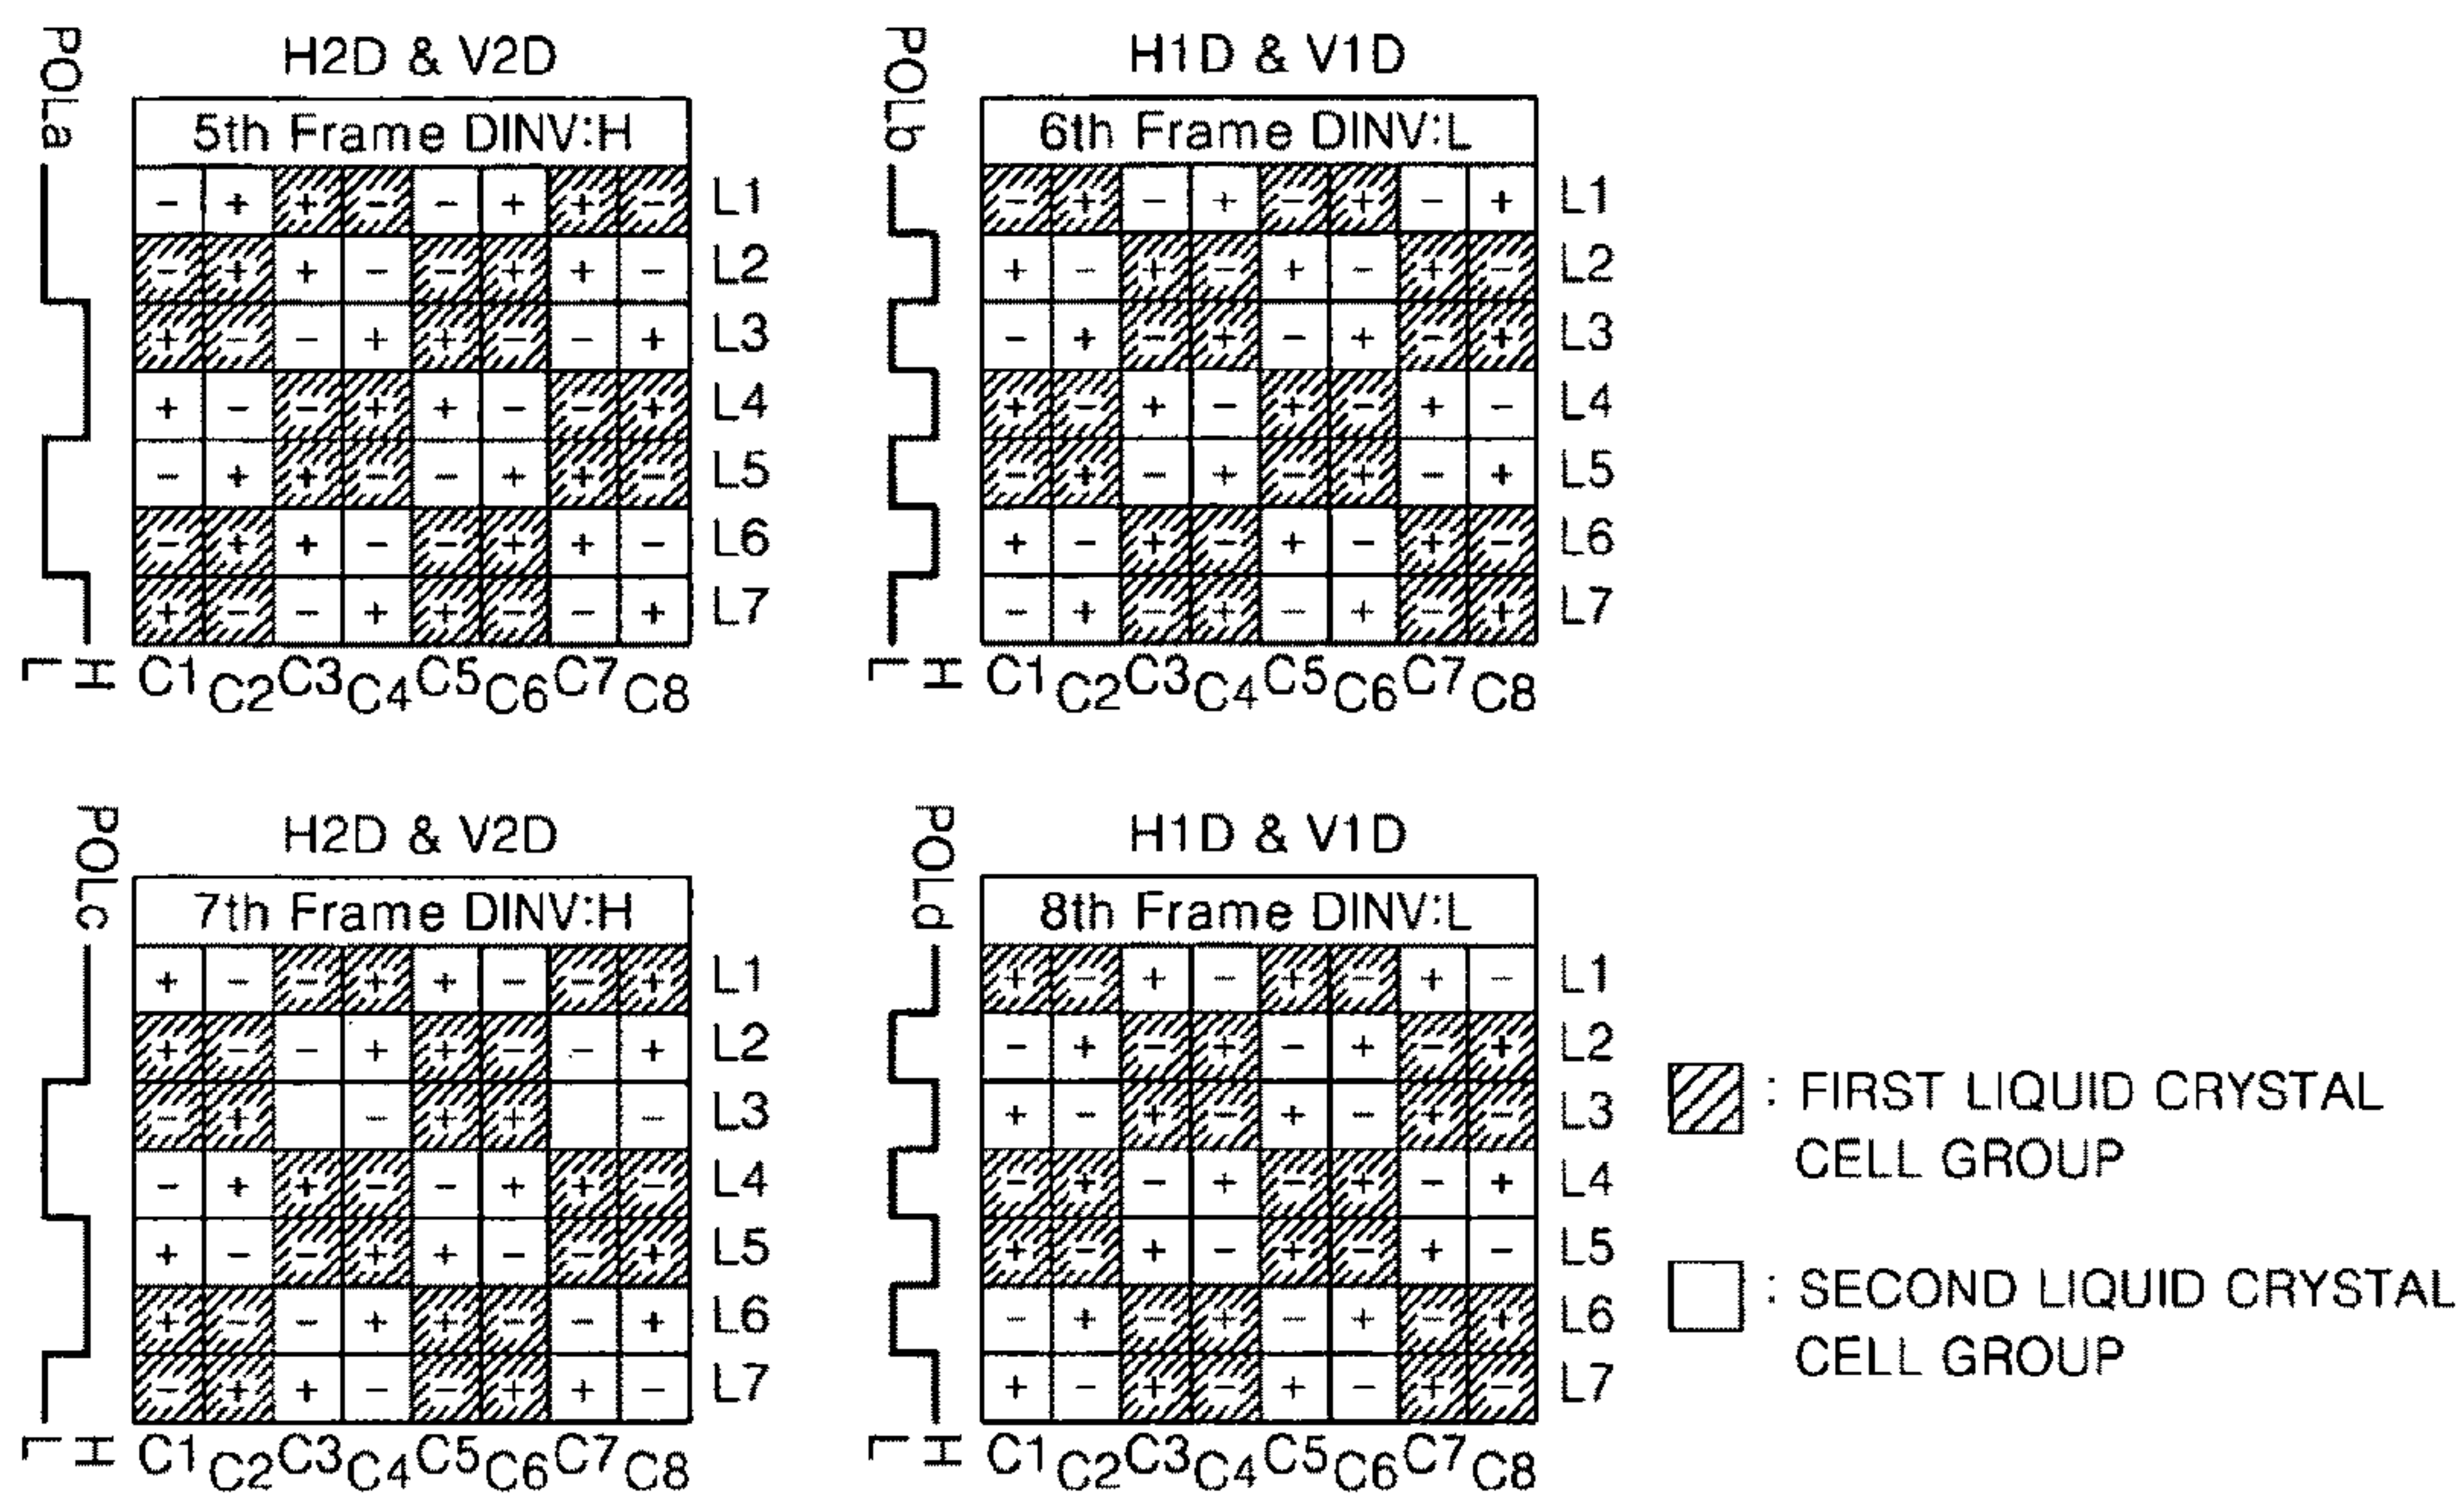 POLa
H2D & V2D
5th Frame DINV:H
- + + - - + + - L1
- + + - - + + - L2
+ - - + + - - + L3
+ - - + + - - + L4
- + + - - + + - L5
- + + - - + + - L6
+ - - + + - - + L7
L H C1 C2 C3 C4 C5 C6 C7 C8
POLb
H1D & V1D
6th Frame DINV:L
- + - + - + - + L1
+ - + - + - + - L2
- + - + - + - + L3
+ - + - + - + - L4
- + - + - + - + L5
+ - + - + - + - L6
- + - + - + - + L7
L H C1 C2 C3 C4 C5 C6 C7 C8
POLc
H2D & V2D
7th Frame DINV:H
+ - - + + - - + L1
+ - - + + - - + L2
- + - + + - L3
- + + - - + + - L4
+ - - + + - - + L5
+ - - + + - - + L6
- + + - - + + - L7
L H C1 C2 C3 C4 C5 C6 C7 C8
POLd
H1D & V1D
8th Frame DINV:L
+ - + - + - + - L1
- + - + - + - + L2
+ - + - + - + - L3
- + - + - + - + L4
+ - + - + - + - L5
- + - + - + - + L6
+ - + - + - + - L7
L H C1 C2 C3 C4 C5 C6 C7 C8
: FIRST LIQUID CRYSTAL
CELL GROUP
: SECOND LIQUID CRYSTAL
CELL GROUP